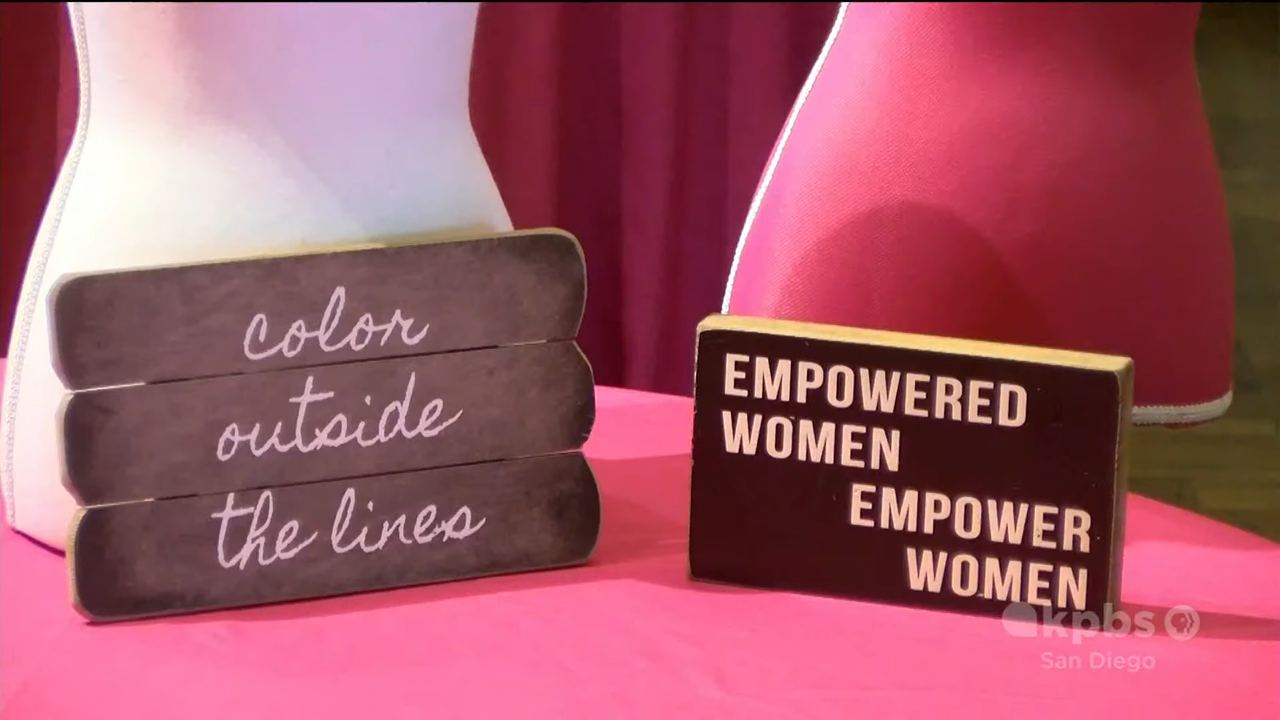 color
outside
the lines
EMPOWERED
WOMEN
EMPOWER
WOMEN
kpbs
San Diego